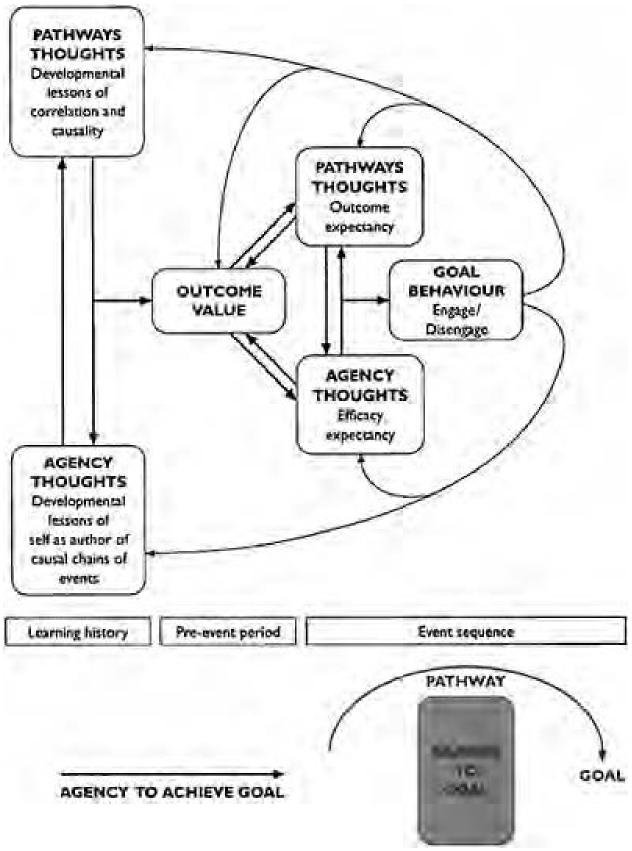 PATHWAYS
THOUGHTS
Developmental
lessons of
correlation and
causality
PATHWAYS
THOUGHTS
Outcome
expectancy
OUTCOME
VALUE
GOAL
BEHAVIOUR
Engage/
Disengage
AGENCY
THOUGHTS
Efficacy
expectancy
AGENCY
THOUGHTS
Developmental
lessons of
self as author of
causal chains of
events
Learning history
Pre-event period
Event sequence
PATHWAY
TO
GOAL
GOAL
AGENCY TO ACHIEVE GOAL